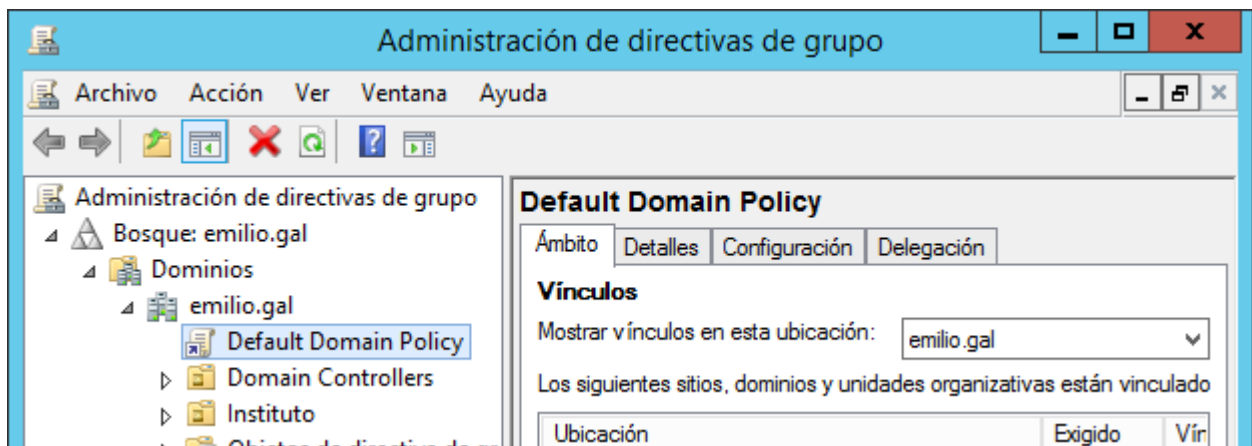 Administración de directivas de grupo
Archivo Acción Ver Ventana Ayuda
Administración de directivas de grupo
Bosque: emilio.gal
Dominios
emilio.gal
Default Domain Policy
Domain Controllers
Instituto
Default Domain Policy
Ámbito Detalles Configuración Delegación
Vínculos
Mostrar vínculos en esta ubicación: emilio.gal
Los siguientes sitios, dominios y unidades organizativas están vinculado
Ubicación Exigido Vín